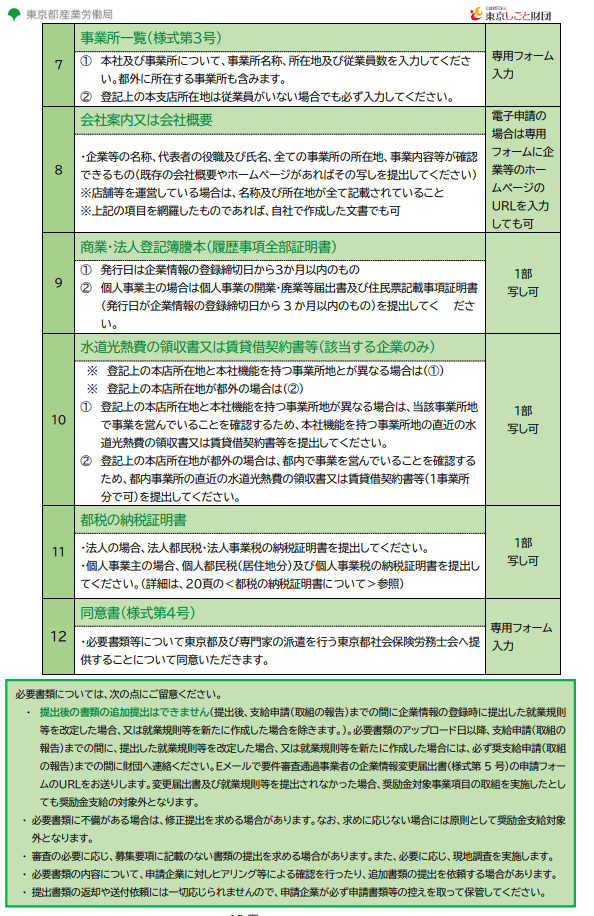 東京都産業労働局
公益財団法人
東京しごと財団
7
事業所一覧(様式第3号)
① 本社及び事業所について、事業所名称、所在地及び従業員数を入力してくださ
い。都外に所在する事業所も含みます。
② 登記上の本支店所在地は従業員がいない場合でも必ず入力してください。
専用フォーム
入力
8
会社案内又は会社概要
・企業等の名称、代表者の役職及び氏名、全ての事業所の所在地、事業内容等が確認
できるもの(既存の会社概要やホームページがあればその写しを提出してください)
※店舗等を運営している場合は、名称及び所在地が全て記載されていること
※上記の項目を網羅したものであれば、自社で作成した文書でも可
電子申請の
場合は専用
フォームに企
業等のホー
ムページの
URLを入力
しても可
9
商業・法人登記簿謄本(履歴事項全部証明書)
① 発行日は企業情報の登録締切日から3か月以内のもの
② 個人事業主の場合は個人事業の開業・廃業等届出書及び住民票記載事項証明書
(発行日が企業情報の登録締切日から 3 か月以内のもの)を提出してく ださ
い。
1部
写し可
10
水道光熱費の領収書又は賃貸借契約書等(該当する企業のみ)
※ 登記上の本店所在地と本社機能を持つ事業所地とが異なる場合は(①)
※ 登記上の本店所在地が都外の場合は(②)
① 登記上の本店所在地と本社機能を持つ事業所地が異なる場合は、当該事業所地
で事業を営んでいることを確認するため、本社機能を持つ事業所地の直近の水
道光熱費の領収書又は賃貸借契約書等を提出してください。
② 登記上の本店所在地が都外の場合は、都内で事業を営んでいることを確認する
ため、都内事業所の直近の水道光熱費の領収書又は賃貸借契約書等(1事業所
分で可)を提出してください。
1部
写し可
11
都税の納税証明書
・法人の場合、法人都民税・法人事業税の納税証明書を提出してください。
・個人事業主の場合、個人都民税(居住地分)及び個人事業税の納税証明書を提出し
てください。(詳細は、20頁の<都税の納税証明書について>参照)
1部
写し可
12
同意書(様式第4号)
・必要書類等について東京都及び専門家の派遣を行う東京都社会保険労務士会へ提
供することについて同意いただきます。
専用フォーム
入力
必要書類については、次の点にご留意ください。
・ 提出後の書類の追加提出はできません(提出後、支給申請(取組の報告)までの間に企業情報の登録時に提出した就業規則
等を改定した場合、又は就業規則等を新たに作成した場合を除きます。)。必要書類のアップロード日以降、支給申請(取組の
報告)までの間に、提出した就業規則等を改定した場合、又は就業規則等を新たに作成した場合には、必ず奨支給申請(取組
の報告)までの間に財団へ連絡ください。Eメールで要件審査通過事業者の企業情報変更届出書(様式第 5 号)の申請フォー
ムのURLをお送りします。変更届出書及び就業規則等を提出されなかった場合、奨励金対象事業項目の取組を実施したとし
ても奨励金支給の対象外となります。
・ 必要書類に不備がある場合は、修正提出を求める場合があります。なお、求めに応じない場合には原則として奨励金支給対象
外となります。
・ 審査の必要に応じ、募集要項に記載のない書類の提出を求める場合があります。また、必要に応じ、現地調査を実施します。
・ 必要書類の内容について、申請企業に対しヒアリング等による確認を行ったり、追加書類の提出を依頼する場合があります。
・ 提出書類の返却や送付依頼には一切応じられませんので、申請企業が必ず申請書類等の控えを取って保管してください。